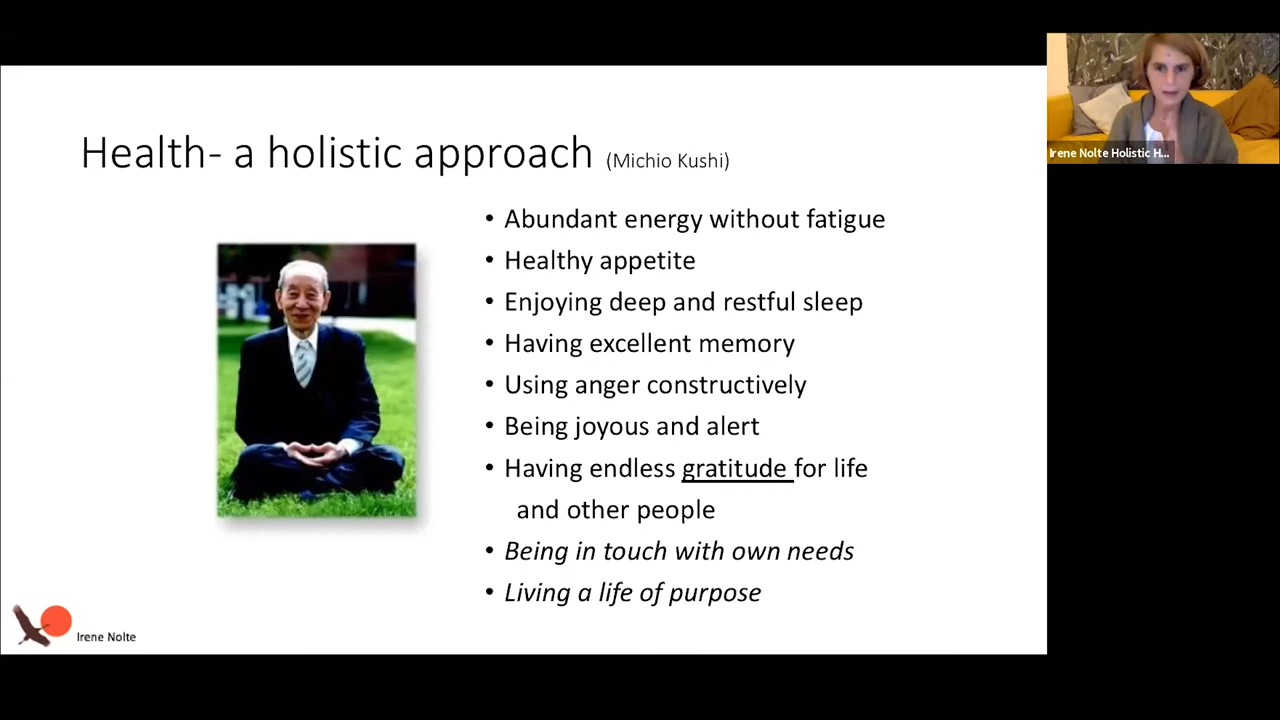 Health- a holistic approach (Michio Kushi)
• Abundant energy without fatigue
• Healthy appetite
• Enjoying deep and restful sleep
• Having excellent memory
• Using anger constructively
• Being joyous and alert
• Having endless gratitude for life
and other people
• Being in touch with own needs
• Living a life of purpose
Irene Nolte
Irene Nolte Holistic H...